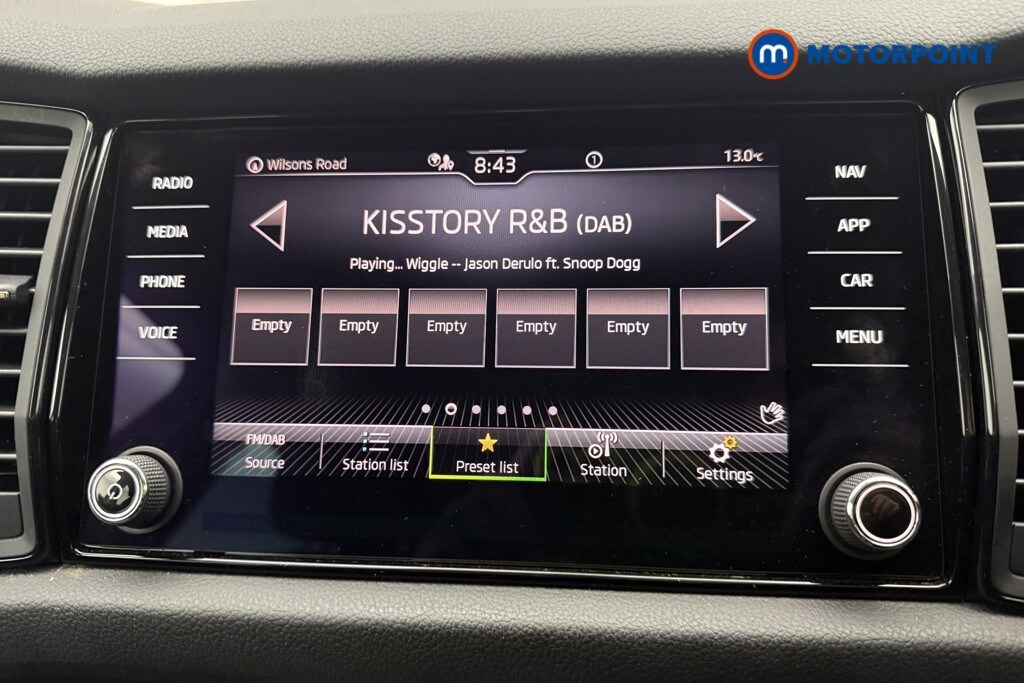 m. MOTORPOINT
Wilsons Road 8:43 1 13.0°C
RADIO
MEDIA
PHONE
VOICE
KISSTORY R&B (DAB)
Playing... Wiggle -- Jason Derulo ft. Snoop Dogg
Empty Empty Empty Empty Empty Empty
FM/DAB
Source Station list Preset list Station Settings
NAV
APP
CAR
MENU